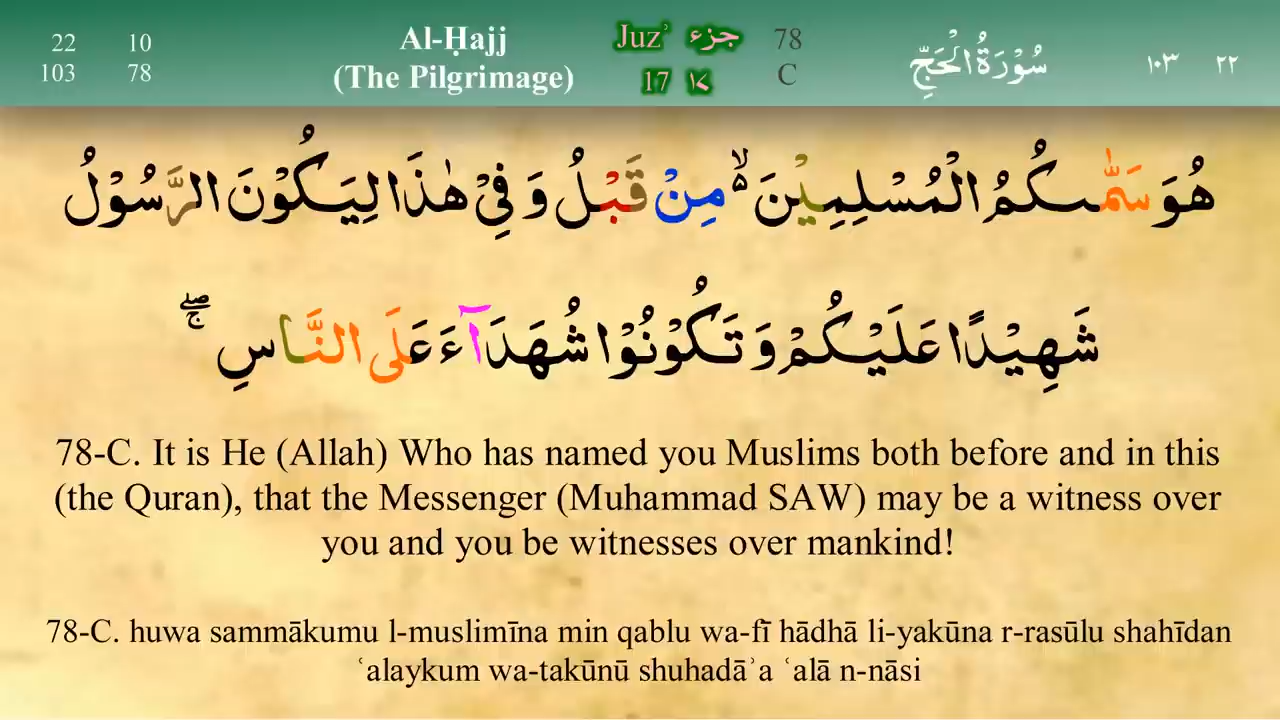 22 10
103 78
Al-Ḥajj
(The Pilgrimage)
Juzʾ جزء
17 ١٧
78
C
سُوْرَةُ الْحَجِّ
١٠٣ ٢٢
هُوَ سَمّٰىكُمُ الْمُسْلِمِيْنَ ۙ۬ مِنْ قَبْلُ وَ فِيْ هٰذَا لِيَكُوْنَ الرَّسُوْلُ
شَهِيْدًا عَلَيْكُمْ وَ تَكُوْنُوْا شُهَدَآءَ عَلَى النَّاسِ ۖۚ
78-C. It is He (Allah) Who has named you Muslims both before and in this
(the Quran), that the Messenger (Muhammad SAW) may be a witness over
you and you be witnesses over mankind!
78-C. huwa sammākumu l-muslimīna min qablu wa-fī hādhā li-yakūna r-rasūlu shahīdan
ʿalaykum wa-takūnū shuhadāʾa ʿalā n-nāsi